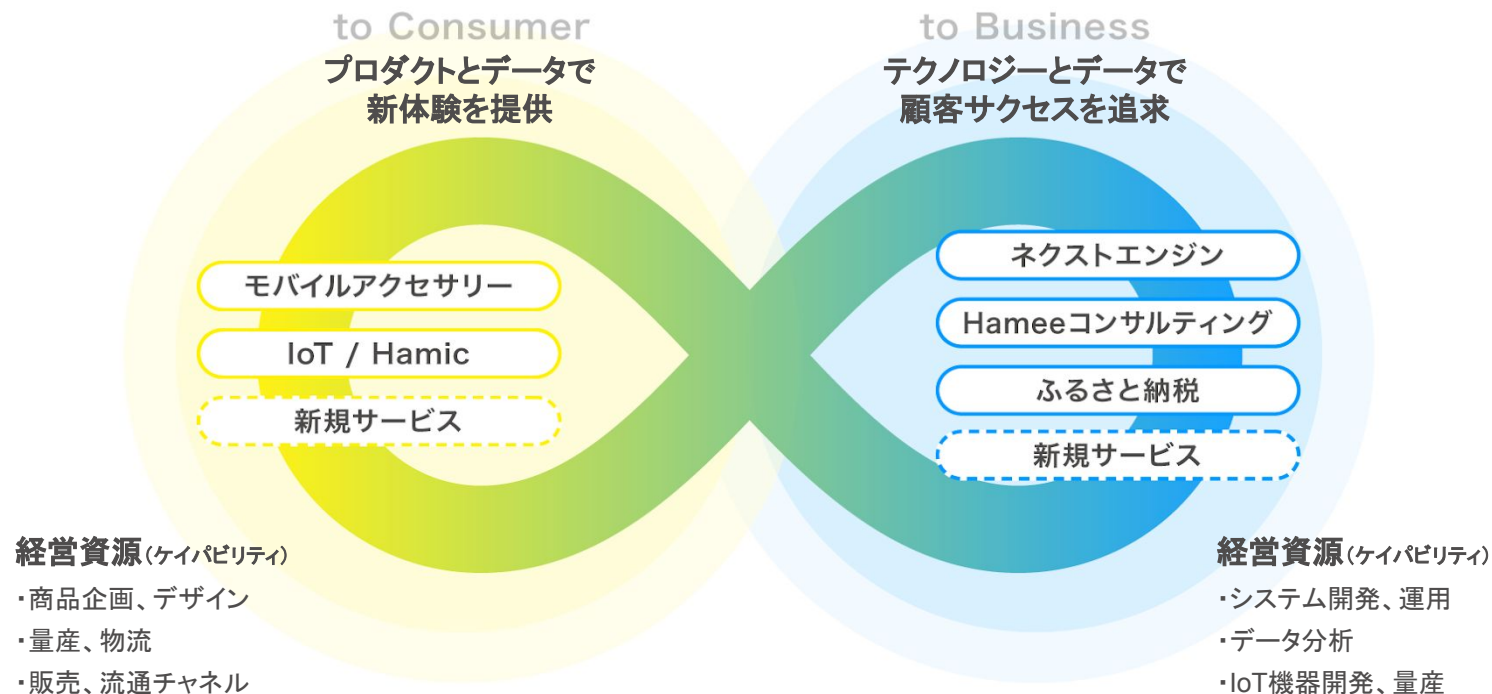 to Consumer
プロダクトとデータで
新体験を提供
モバイルアクセサリー
IoT / Hamic
新規サービス
経営資源(ケイパビリティ)
・商品企画、デザイン
・量産、物流
・販売、流通チャネル
to Business
テクノロジーとデータで
顧客サクセスを追求
ネクストエンジン
Hameeコンサルティング
ふるさと納税
新規サービス
経営資源(ケイパビリティ)
・システム開発、運用
・データ分析
・IoT機器開発、量産